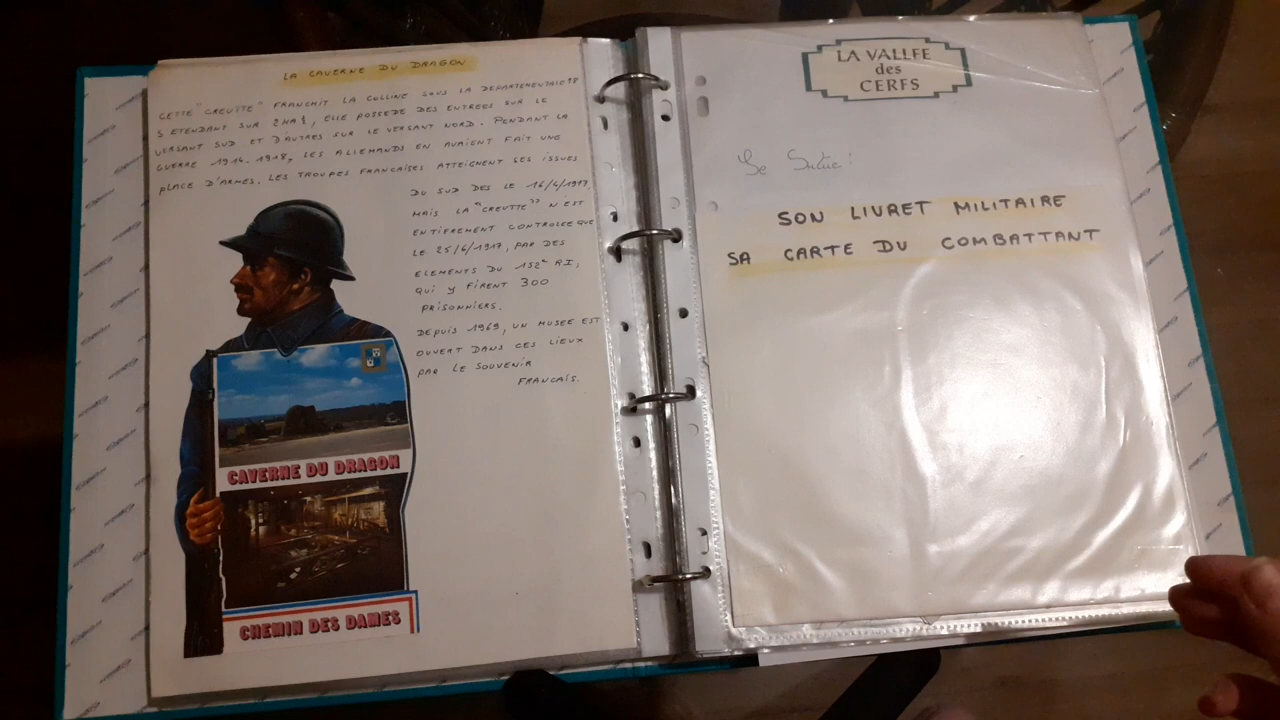 LA CAVERNE DU DRAGON
CETTE "CREUTTE" FRANCHIT LA COLLINE SOUS LA DEPARTEMENTALE 18
S ETENDANT SUR 2HA½, ELLE POSSEDE DES ENTREES SUR LE
VERSANT SUD ET D'AUTRES SUR LE VERSANT NORD. PENDANT LA
GUERRE 1914-1918, LES ALLEMANDS EN AVAIENT FAIT UNE
PLACE D'ARMES. LES TROUPES FRANCAISES ATTEIGNENT SES ISSUES
DU SUD DES LE 16/4/1917,
MAIS LA "CREUTTE" N'EST
ENTIEREMENT CONTROLEE QUE
LE 25/6/1917, PAR DES
ELEMENTS DU 152E RI,
QUI Y FIRENT 300
PRISONNIERS.
DEPUIS 1969, UN MUSEE EST
OUVERT DANS CES LIEUX
PAR LE SOUVENIR
FRANCAIS.
CAVERNE DU DRAGON
CHEMIN DES DAMES
LA VALLEE
des
CERFS
SON LIVRET MILITAIRE
SA CARTE DU COMBATTANT